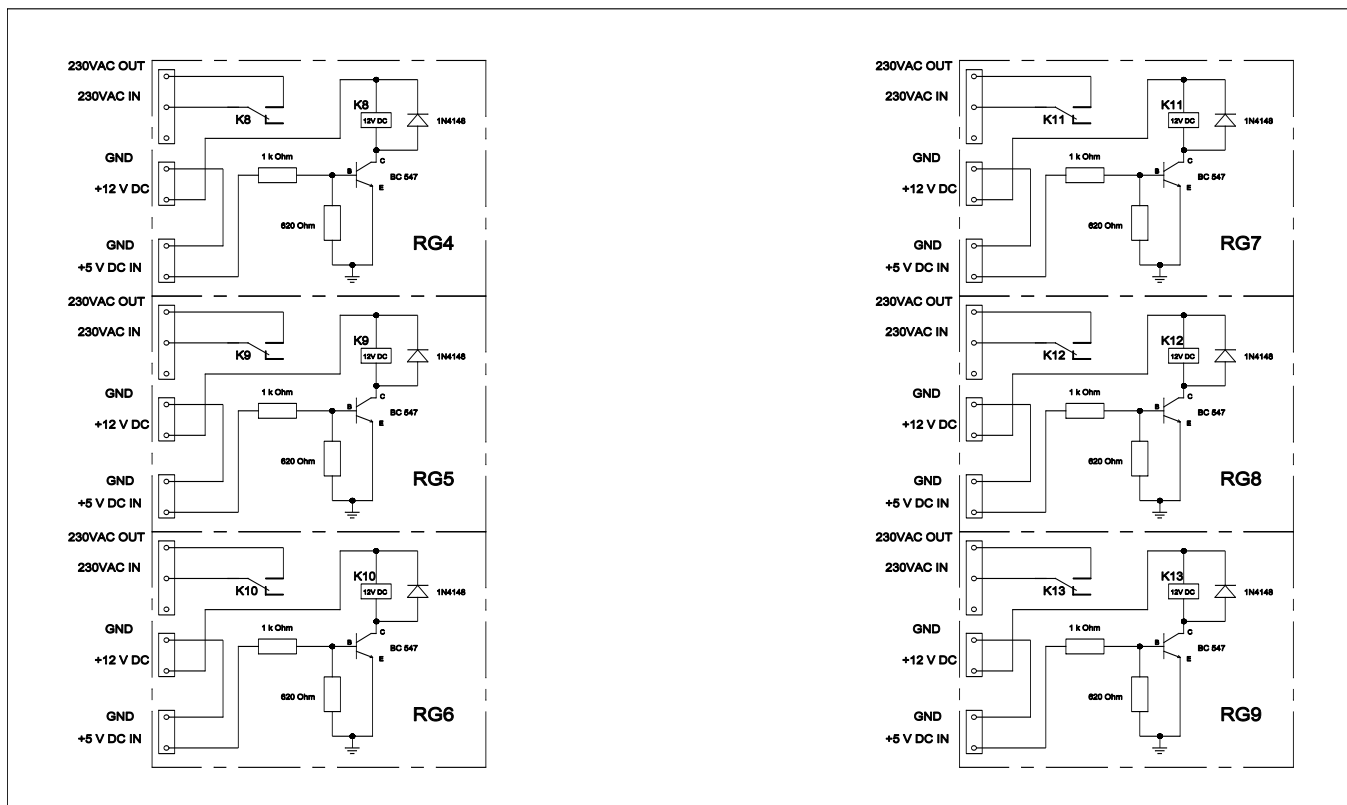 230VAC OUT
230VAC IN
K8
K8
12V DC
1N4148
GND
+12 V DC
1 k Ohm
B
C
BC 547
E
620 Ohm
GND
+5 V DC IN
RG4
230VAC OUT
230VAC IN
K9
K9
12V DC
1N4148
GND
+12 V DC
1 k Ohm
B
C
BC 547
E
620 Ohm
GND
+5 V DC IN
RG5
230VAC OUT
230VAC IN
K10
K10
12V DC
1N4148
GND
+12 V DC
1 k Ohm
B
C
BC 547
E
620 Ohm
GND
+5 V DC IN
RG6
230VAC OUT
230VAC IN
K11
K11
12V DC
1N4148
GND
+12 V DC
1 k Ohm
B
C
BC 547
E
620 Ohm
GND
+5 V DC IN
RG7
230VAC OUT
230VAC IN
K12
K12
12V DC
1N4148
GND
+12 V DC
1 k Ohm
B
C
BC 547
E
620 Ohm
GND
+5 V DC IN
RG8
230VAC OUT
230VAC IN
K13
K13
12V DC
1N4148
GND
+12 V DC
1 k Ohm
B
C
BC 547
E
620 Ohm
GND
+5 V DC IN
RG9